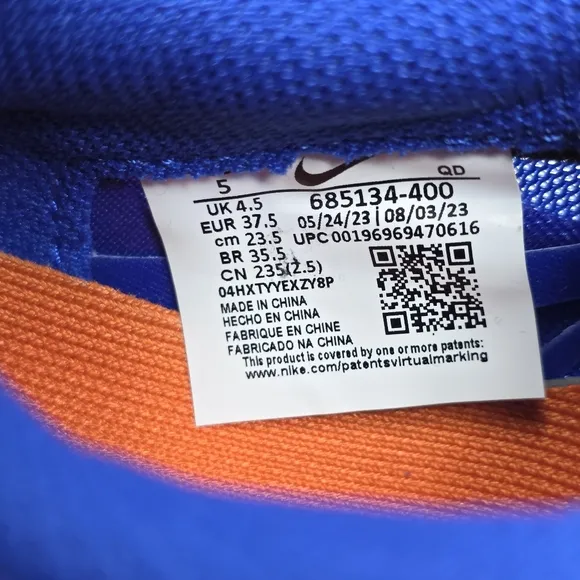 QD
5
685134-400
UK 4.5
05/24/23 | 08/03/23
EUR 37.5
UPC00196969470616
cm 23.5
BR 35.5
CN 235(2.5)
04HXTYYEXZY8P
MADE IN CHINA
HECHO EN CHINA
FABRIQUE EN CHINE
FABRICADO NA CHINA
This product is covered by one or more patents:
www.nike.com/patentsvirtualmarking